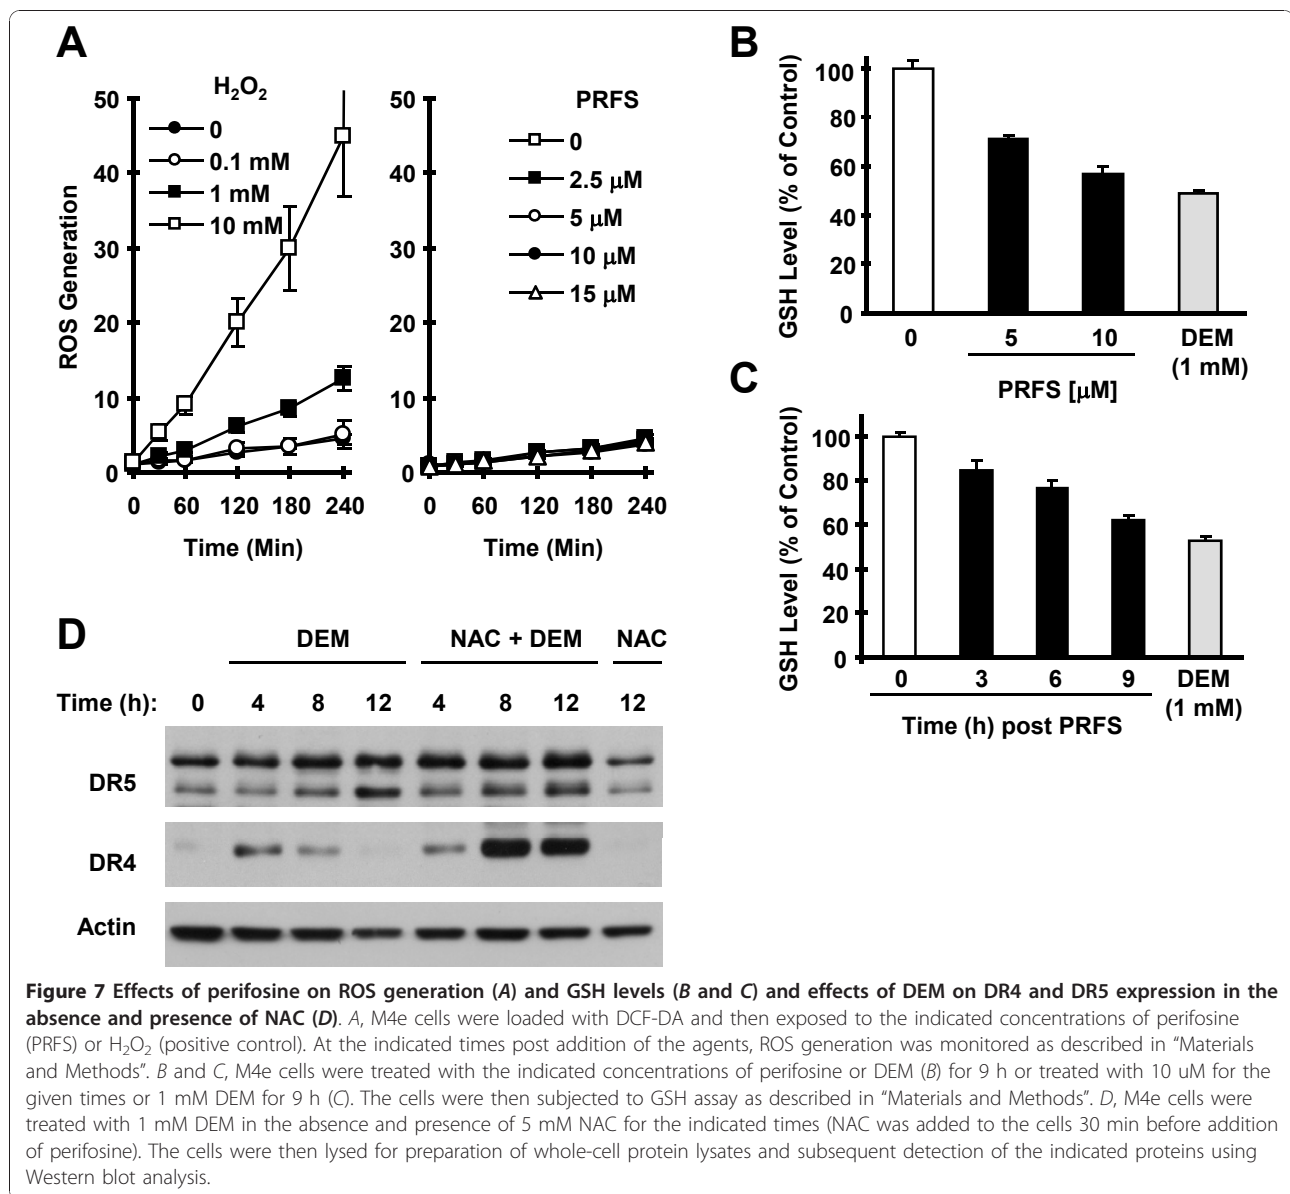 A
H2O2
50
40
30
20
10
0
ROS Generation
0
0.1 mM
1 mM
10 mM
0 60 120 180 240
Time (Min)
PRFS
50
40
30
20
10
0
0
2.5 μM
5 μM
10 μM
15 μM
0 60 120 180 240
Time (Min)
B
GSH Level (% of Control)
100
80
60
40
20
0
0 5 10 DEM
(1 mM)
PRFS [μM]
C
GSH Level (% of Control)
100
80
60
40
20
0
0 3 6 9 DEM
(1 mM)
Time (h) post PRFS
D
DEM NAC + DEM NAC
Time (h): 0 4 8 12 4 8 12 12
DR5
DR4
Actin
Figure 7 Effects of perifosine on ROS generation (A) and GSH levels (B and C) and effects of DEM on DR4 and DR5 expression in the
absence and presence of NAC (D). A, M4e cells were loaded with DCF-DA and then exposed to the indicated concentrations of perifosine
(PRFS) or H2O2 (positive control). At the indicated times post addition of the agents, ROS generation was monitored as described in “Materials
and Methods”. B and C, M4e cells were treated with the indicated concentrations of perifosine or DEM (B) for 9 h or treated with 10 uM for the
given times or 1 mM DEM for 9 h (C). The cells were then subjected to GSH assay as described in “Materials and Methods”. D, M4e cells were
treated with 1 mM DEM in the absence and presence of 5 mM NAC for the indicated times (NAC was added to the cells 30 min before addition
of perifosine). The cells were then lysed for preparation of whole-cell protein lysates and subsequent detection of the indicated proteins using
Western blot analysis.